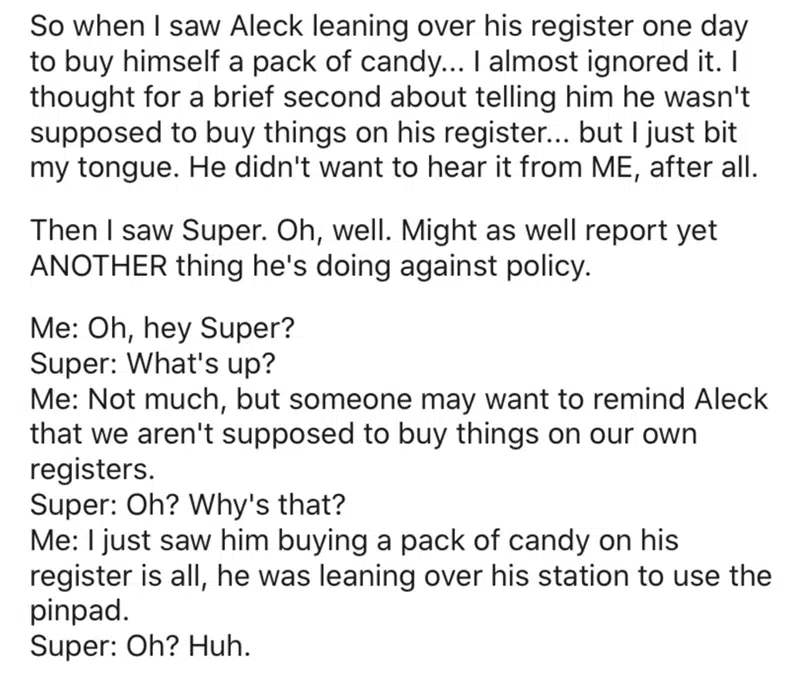 So when I saw Aleck leaning over his register one day
to buy himself a pack of candy... I almost ignored it. I
thought for a brief second about telling him he wasn't
supposed to buy things on his register... but I just bit
my tongue. He didn't want to hear it from ME, after all.
Then I saw Super. Oh, well. Might as well report yet
ANOTHER thing he's doing against policy.
Me: Oh, hey Super?
Super: What's up?
Me: Not much, but someone may want to remind Aleck
that we aren't supposed to buy things on our own
registers.
Super: Oh? Why's that?
Me: I just saw him buying a pack of candy on his
register is all, he was leaning over his station to use the
pinpad.
Super: Oh? Huh.